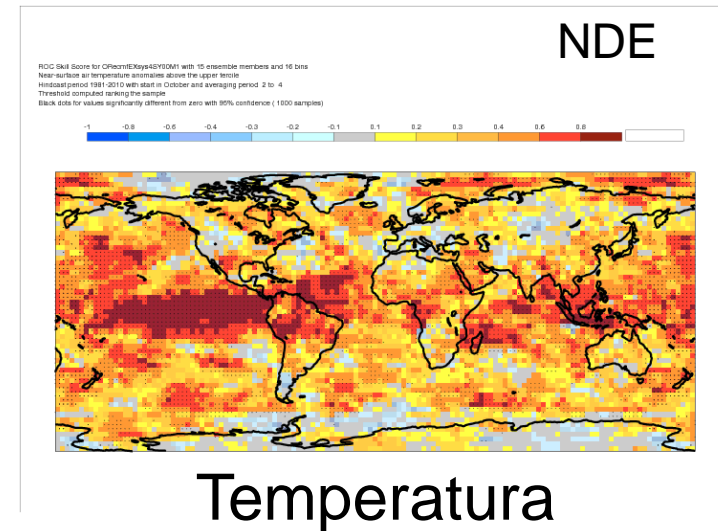 NDE
ROC Skill Score for ORecmfEXsys4SY00M1 with 15 ensemble members and 16 bins
Near-surface air temperature anomalies above the upper tercile
Hindcast period 1981-2010 with start in October and averaging period 2 to 4
Threshold computed ranking the sample
Black dots for values significantly different from zero with 95% confidence ( 1000 samples)
-1 -0.8 -0.6 -0.4 -0.3 -0.2 -0.1 0.1 0.2 0.3 0.4 0.6 0.8
Temperatura